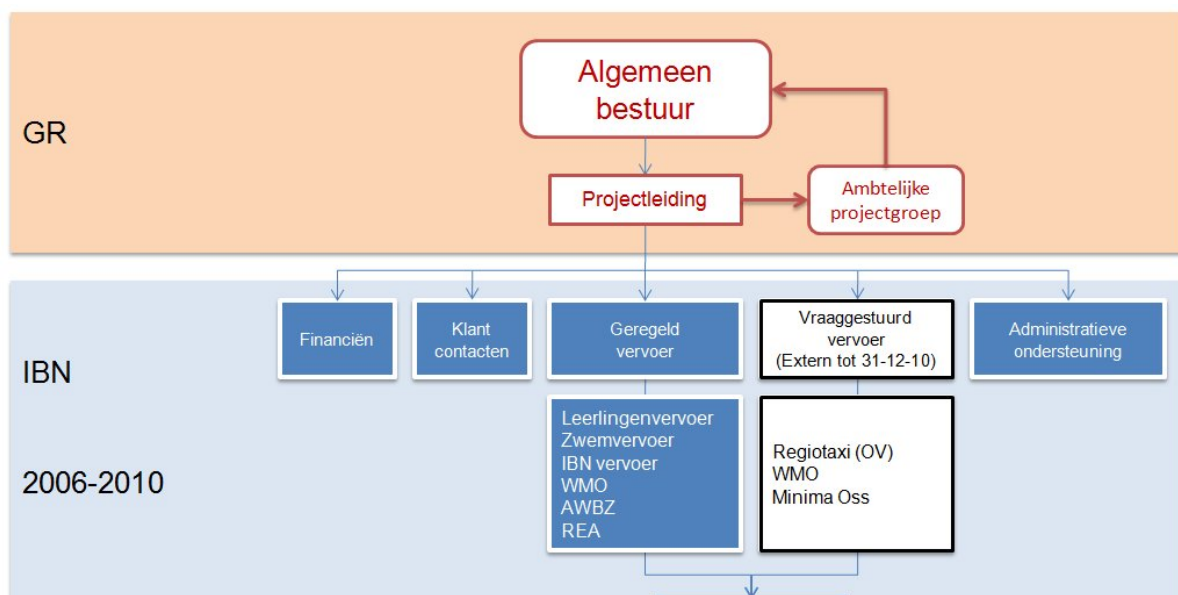 Algemeen
bestuur
GR
Projectleiding
Ambtelijke
projectgroep
Financiën
Klant
contacten
Geregeld
vervoer
Vraaggestuurd
vervoer
(Extern tot 31-12-10)
Administratieve
ondersteuning
IBN
2006-2010
Leerlingenvervoer
Zwemvervoer
IBN vervoer
WMO
AWBZ
REA
Regiotaxi (OV)
WMO
Minima Oss